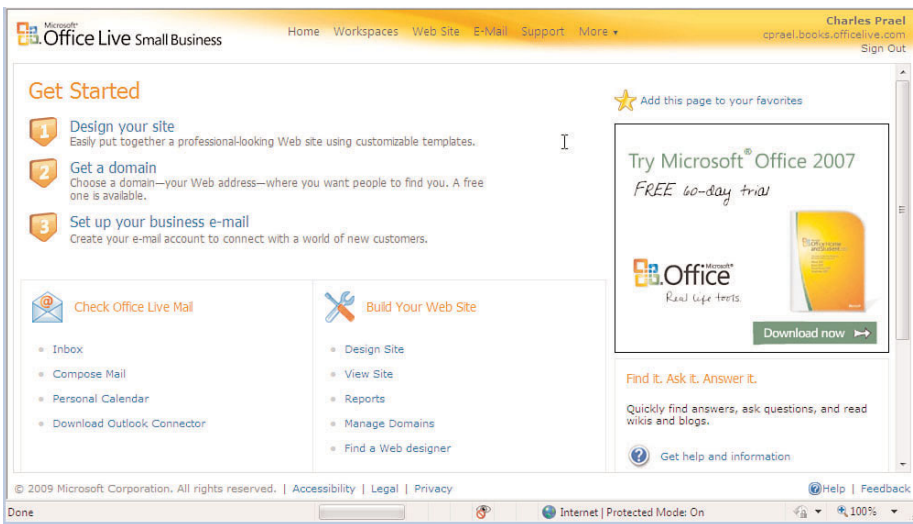 Microsoft®
Office Live Small Business
Home Workspaces Web Site E-Mail Support More
Charles Prael
cprael.books.officelive.com
Sign Out
Get Started
1 Design your site
Easily put together a professional-looking Web site using customizable templates.
2 Get a domain
Choose a domain—your Web address—where you want people to find you. A free
one is available.
3 Set up your business e-mail
Create your e-mail account to connect with a world of new customers.
Check Office Live Mail
Inbox
Compose Mail
Personal Calendar
Download Outlook Connector
Build Your Web Site
Design Site
View Site
Reports
Manage Domains
Find a Web designer
Add this page to your favorites
Try Microsoft® Office 2007
FREE 60-day trial
Microsoft®
Office
Real life tools.
Download now
Find it. Ask it. Answer it.
Quickly find answers, ask questions, and read
wikis and blogs.
Get help and information
© 2009 Microsoft Corporation. All rights reserved. | Accessibility | Legal | Privacy
Help | Feedback
Done
Internet | Protected Mode: On
100%